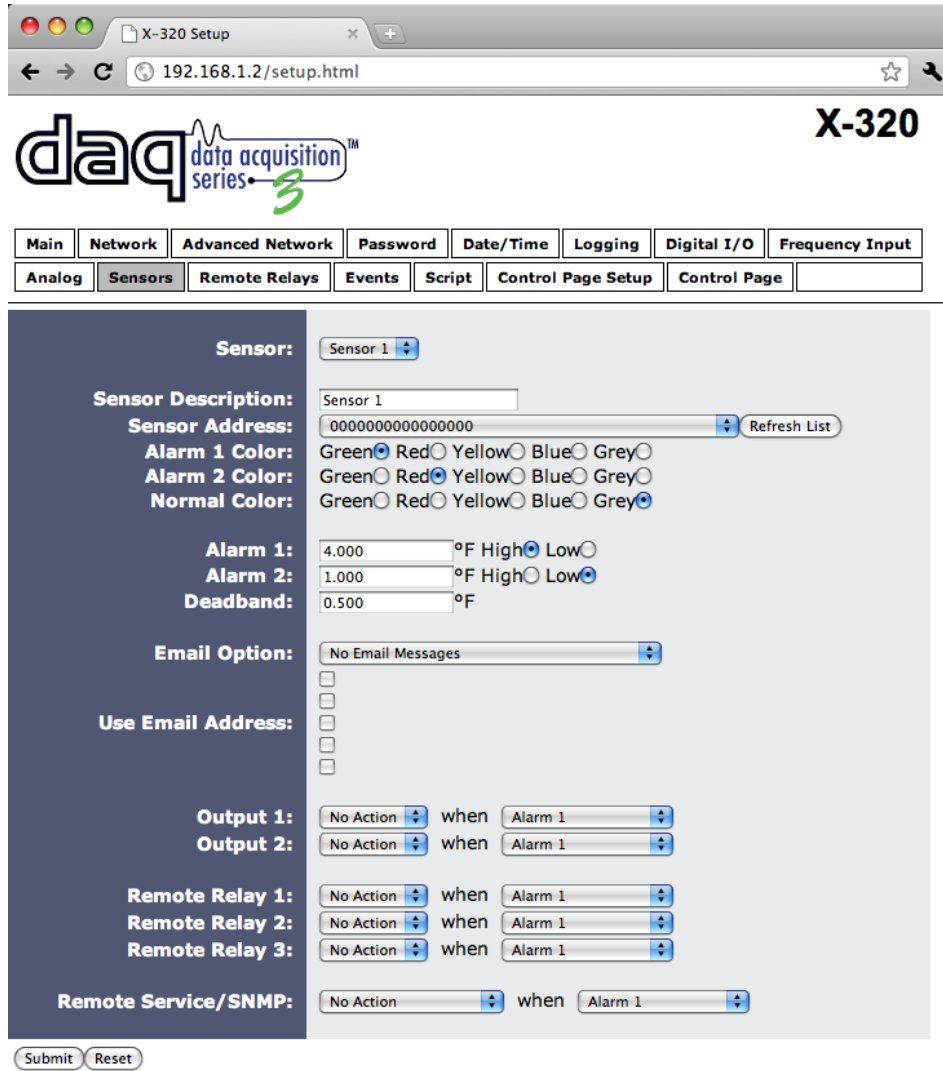 X-320 Setup
192.168.1.2/setup.html
daq data acquisition series 3 ™
X-320
Main Network Advanced Network Password Date/Time Logging Digital I/O Frequency Input
Analog Sensors Remote Relays Events Script Control Page Setup Control Page
Sensor: Sensor 1
Sensor Description: Sensor 1
Sensor Address: 0000000000000000 Refresh List
Alarm 1 Color: Green Red Yellow Blue Grey
Alarm 2 Color: Green Red Yellow Blue Grey
Normal Color: Green Red Yellow Blue Grey
Alarm 1: 4.000 °F High Low
Alarm 2: 1.000 °F High Low
Deadband: 0.500 °F
Email Option: No Email Messages
Use Email Address:
Output 1: No Action when Alarm 1
Output 2: No Action when Alarm 1
Remote Relay 1: No Action when Alarm 1
Remote Relay 2: No Action when Alarm 1
Remote Relay 3: No Action when Alarm 1
Remote Service/SNMP: No Action when Alarm 1
Submit Reset